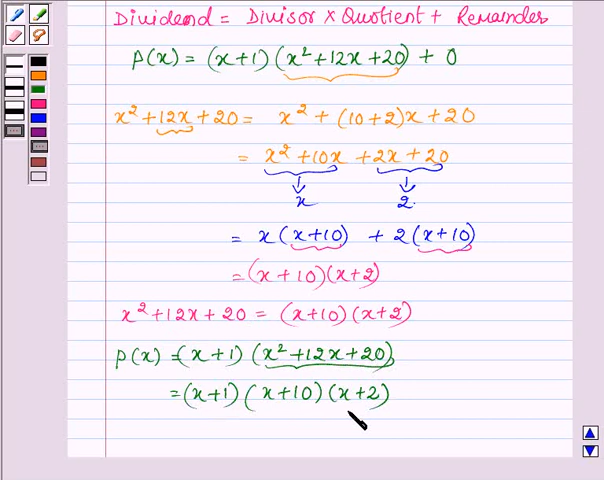 Dividend = Divisor × Quotient + Remainder
P(x) = (x+1) (x²+12x+20) + 0
x²+12x+20 = x² + (10+2)x + 20
= x²+10x + 2x+20
x 2.
= x(x+10) + 2(x+10)
= (x+10)(x+2)
x²+12x+20 = (x+10)(x+2)
P(x) = (x+1) (x²+12x+20)
= (x+1) (x+10) (x+2)